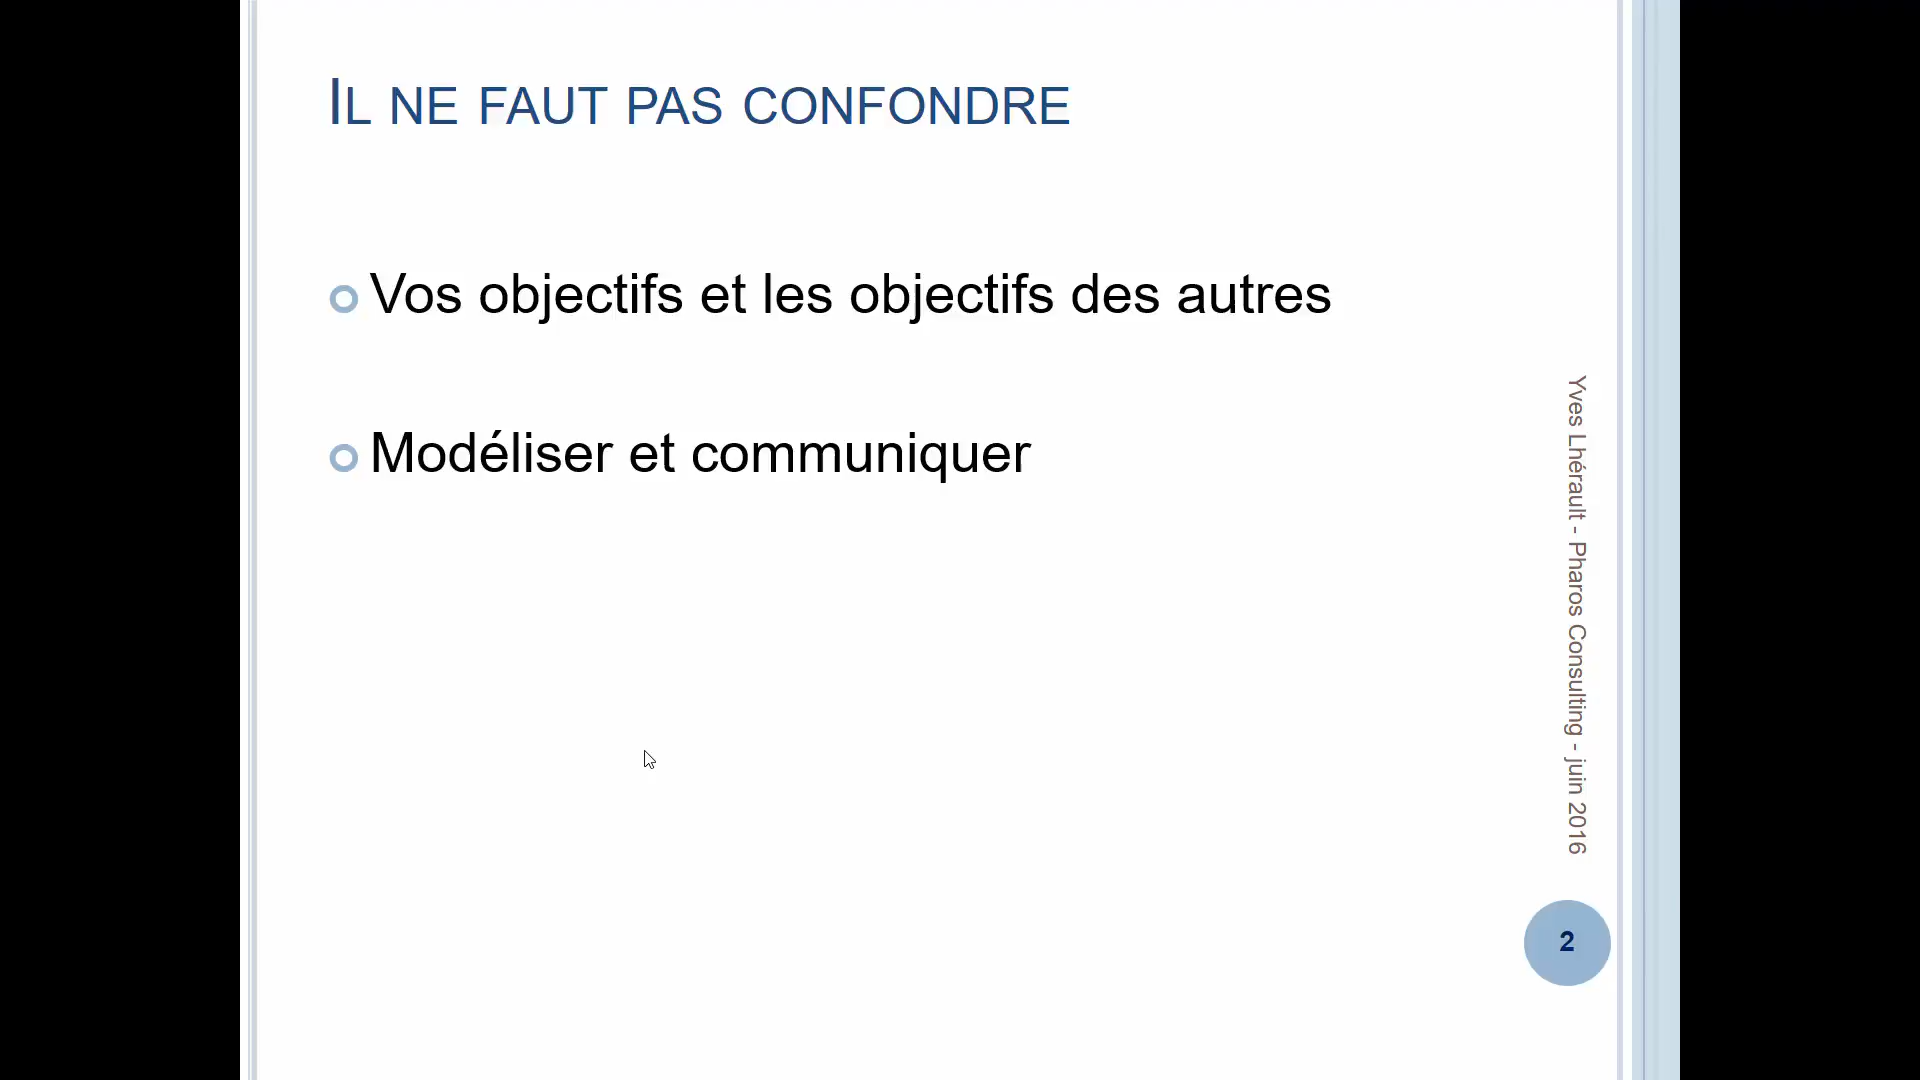 IL NE FAUT PAS CONFONDRE
Vos objectifs et les objectifs des autres
Modéliser et communiquer
Yves Lhérault - Pharos Consulting - juin 2016
2